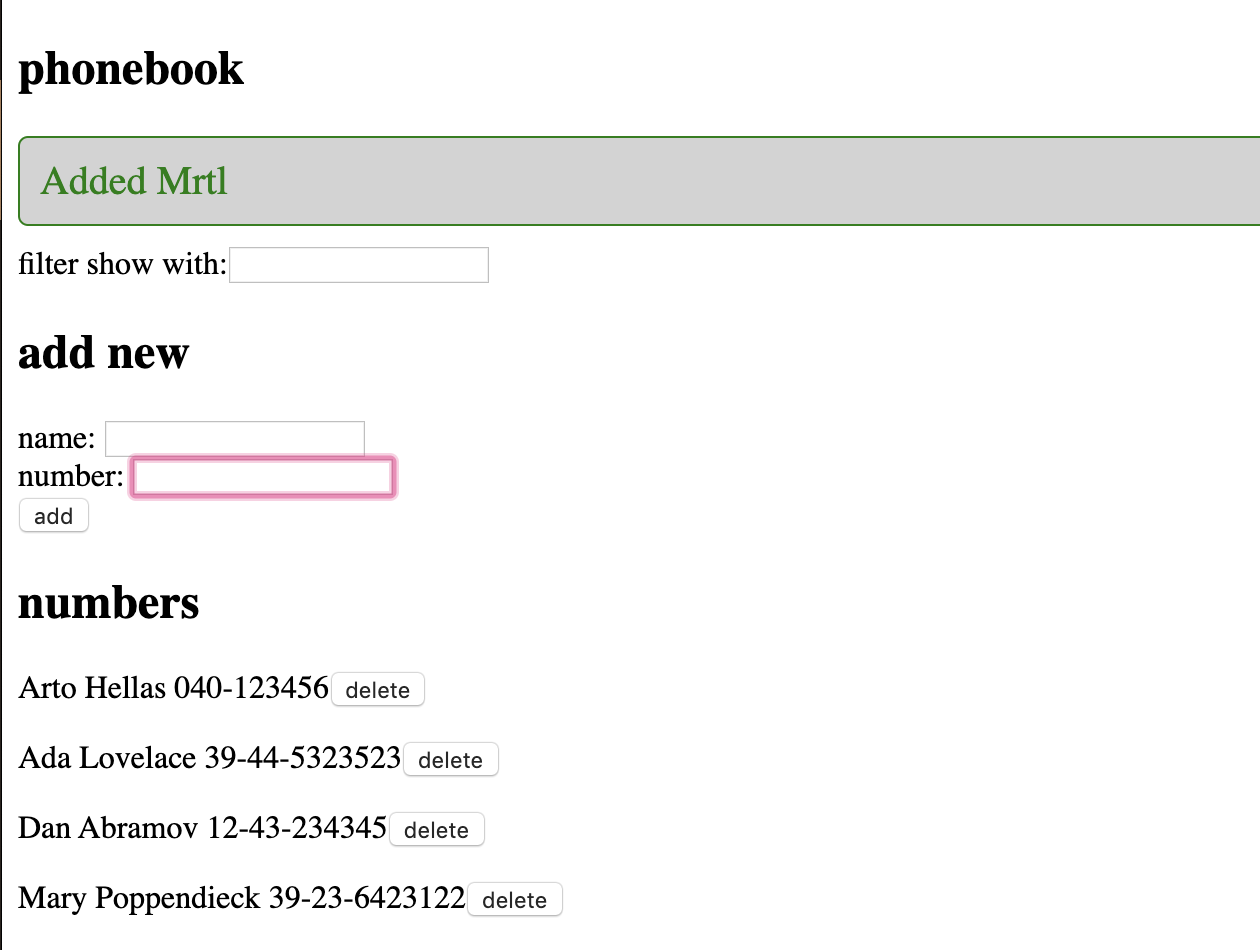 phonebook
Added Mrtl
filter show with:
add new
name:
number:
add
numbers
Arto Hellas 040-123456 delete
Ada Lovelace 39-44-5323523 delete
Dan Abramov 12-43-234345 delete
Mary Poppendieck 39-23-6423122 delete